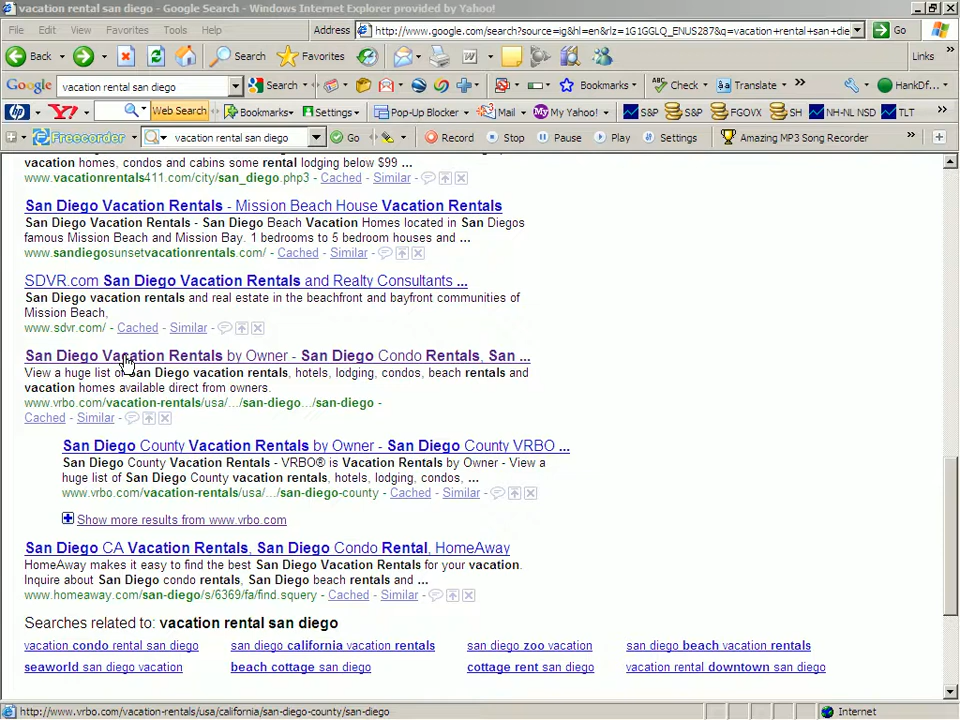 vacation rental san diego - Google Search - Windows Internet Explorer provided by Yahoo!
File Edit View Favorites Tools Help Address http://www.google.com/search?source=ig&hl=en&rlz=1G1GGLQ_ENUS287&q=vacation+rental+san+die Go
Back Search Favorites Links
Google vacation rental san diego Search Bookmarks Check Translate HankDf...
hp Y! Web Search Bookmarks Settings Pop-Up Blocker Mail My Yahoo! S&P S&P FGOVX SH NH-NL NSD TLT
Freecorder vacation rental san diego Go Record Stop Pause Play Settings Amazing MP3 Song Recorder
vacation homes, condos and cabins some rental lodging below $99 ...
www.vacationrentals411.com/city/san_diego.php3 - Cached - Similar
San Diego Vacation Rentals - Mission Beach House Vacation Rentals
San Diego Vacation Rentals - San Diego Beach Vacation Homes located in San Diegos
famous Mission Beach and Mission Bay. 1 bedrooms to 5 bedroom houses and ...
www.sandiegosunsetvacationrentals.com/ - Cached - Similar
SDVR.com San Diego Vacation Rentals and Realty Consultants ...
San Diego vacation rentals and real estate in the beachfront and bayfront communities of
Mission Beach,
www.sdvr.com/ - Cached - Similar
San Diego Vacation Rentals by Owner - San Diego Condo Rentals, San ...
View a huge list of San Diego vacation rentals, hotels, lodging, condos, beach rentals and
vacation homes available direct from owners.
www.vrbo.com/vacation-rentals/usa/.../san-diego.../san-diego -
Cached - Similar
San Diego County Vacation Rentals by Owner - San Diego County VRBO ...
San Diego County Vacation Rentals - VRBO® is Vacation Rentals by Owner - View a
huge list of San Diego County vacation rentals, hotels, lodging, condos, ...
www.vrbo.com/vacation-rentals/usa/.../san-diego-county - Cached - Similar
Show more results from www.vrbo.com
San Diego CA Vacation Rentals, San Diego Condo Rental, HomeAway
HomeAway makes it easy to find the best San Diego Vacation Rentals for your vacation.
Inquire about San Diego condo rentals, San Diego beach rentals and ...
www.homeaway.com/san-diego/s/6369/fa/find.squery - Cached - Similar
Searches related to: vacation rental san diego
vacation condo rental san diego san diego california vacation rentals san diego zoo vacation san diego beach vacation rentals
seaworld san diego vacation beach cottage san diego cottage rent san diego vacation rental downtown san diego
http://www.vrbo.com/vacation-rentals/usa/california/san-diego-county/san-diego Internet